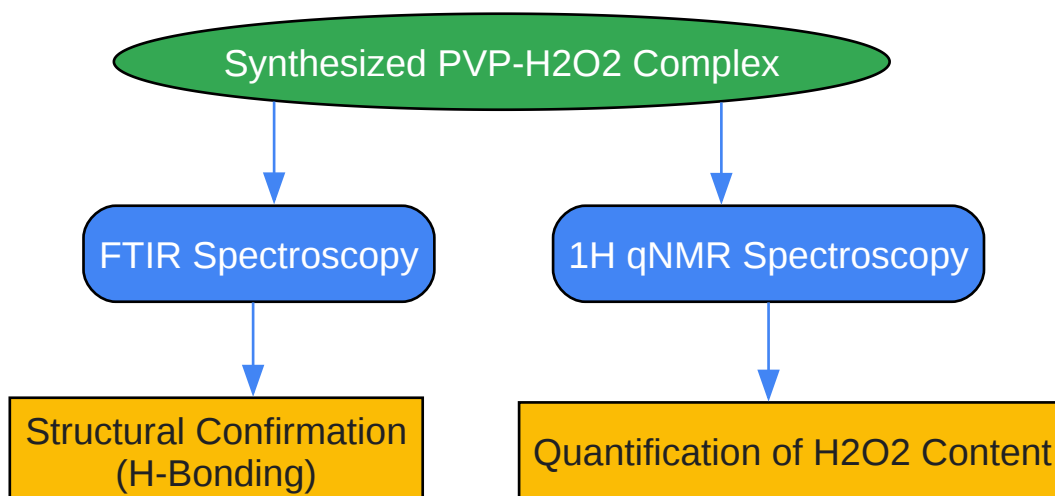 Synthesized PVP-H2O2 Complex
FTIR Spectroscopy
1H qNMR Spectroscopy
Structural Confirmation
(H-Bonding)
Quantification of H2O2 Content